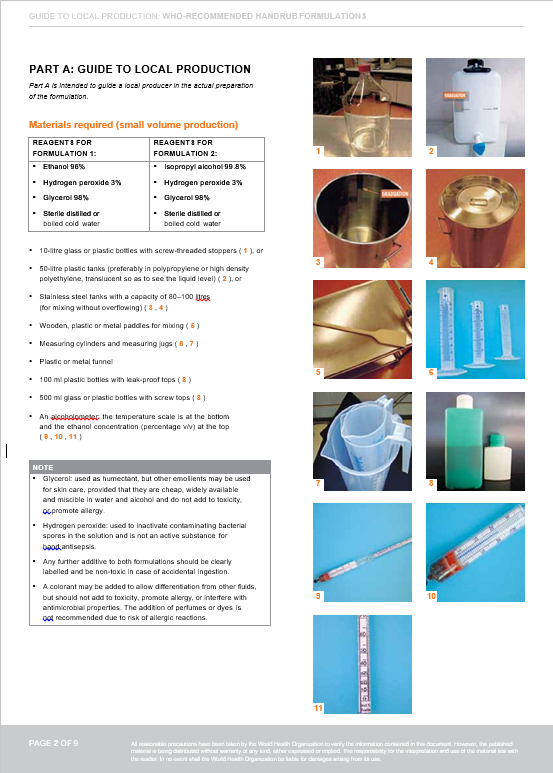 GUIDE TO LOCAL PRODUCTION: WHO-RECOMMENDED HANDRUB FORMULATIONS
PART A: GUIDE TO LOCAL PRODUCTION
Part A is intended to guide a local producer in the actual preparation
of the formulation.
Materials required (small volume production)
REAGENTS FOR
FORMULATION 1:
▪ Ethanol 96%
▪ Hydrogen peroxide 3%
▪ Glycerol 98%
▪ Sterile distilled or
boiled cold water
REAGENTS FOR
FORMULATION 2:
▪ Isopropyl alcohol 99.8%
▪ Hydrogen peroxide 3%
▪ Glycerol 98%
▪ Sterile distilled or
boiled cold water
▪ 10-litre glass or plastic bottles with screw-threaded stoppers ( 1 ), or
▪ 50-litre plastic tanks (preferably in polypropylene or high density
polyethylene, translucent so as to see the liquid level) ( 2 ), or
▪ Stainless steel tanks with a capacity of 80–100 litres
(for mixing without overflowing) ( 3 , 4 )
▪ Wooden, plastic or metal paddles for mixing ( 5 )
▪ Measuring cylinders and measuring jugs ( 6 , 7 )
▪ Plastic or metal funnel
▪ 100 ml plastic bottles with leak-proof tops ( 8 )
▪ 500 ml glass or plastic bottles with screw tops ( 8 )
▪ An alcoholometer: the temperature scale is at the bottom
and the ethanol concentration (percentage v/v) at the top
( 9 , 10 , 11 )
NOTE
▪ Glycerol: used as humectant, but other emollients may be used
for skin care, provided that they are cheap, widely available
and miscible in water and alcohol and do not add to toxicity,
or promote allergy.
▪ Hydrogen peroxide: used to inactivate contaminating bacterial
spores in the solution and is not an active substance for
hand antisepsis.
▪ Any further additive to both formulations should be clearly
labelled and be non-toxic in case of accidental ingestion.
▪ A colorant may be added to allow differentiation from other fluids,
but should not add to toxicity, promote allergy, or interfere with
antimicrobial properties. The addition of perfumes or dyes is
not recommended due to risk of allergic reactions.
1
GRADUATION
2
GRADUATION
3
4
5
6
7
8
9
10
11
PAGE 2 OF 9
All reasonable precautions have been taken by the World Health Organization to verify the information contained in this document. However, the published
material is being distributed without warranty of any kind, either expressed or implied. The responsibility for the interpretation and use of the material lies with
the reader. In no event shall the World Health Organization be liable for damages arising from its use.